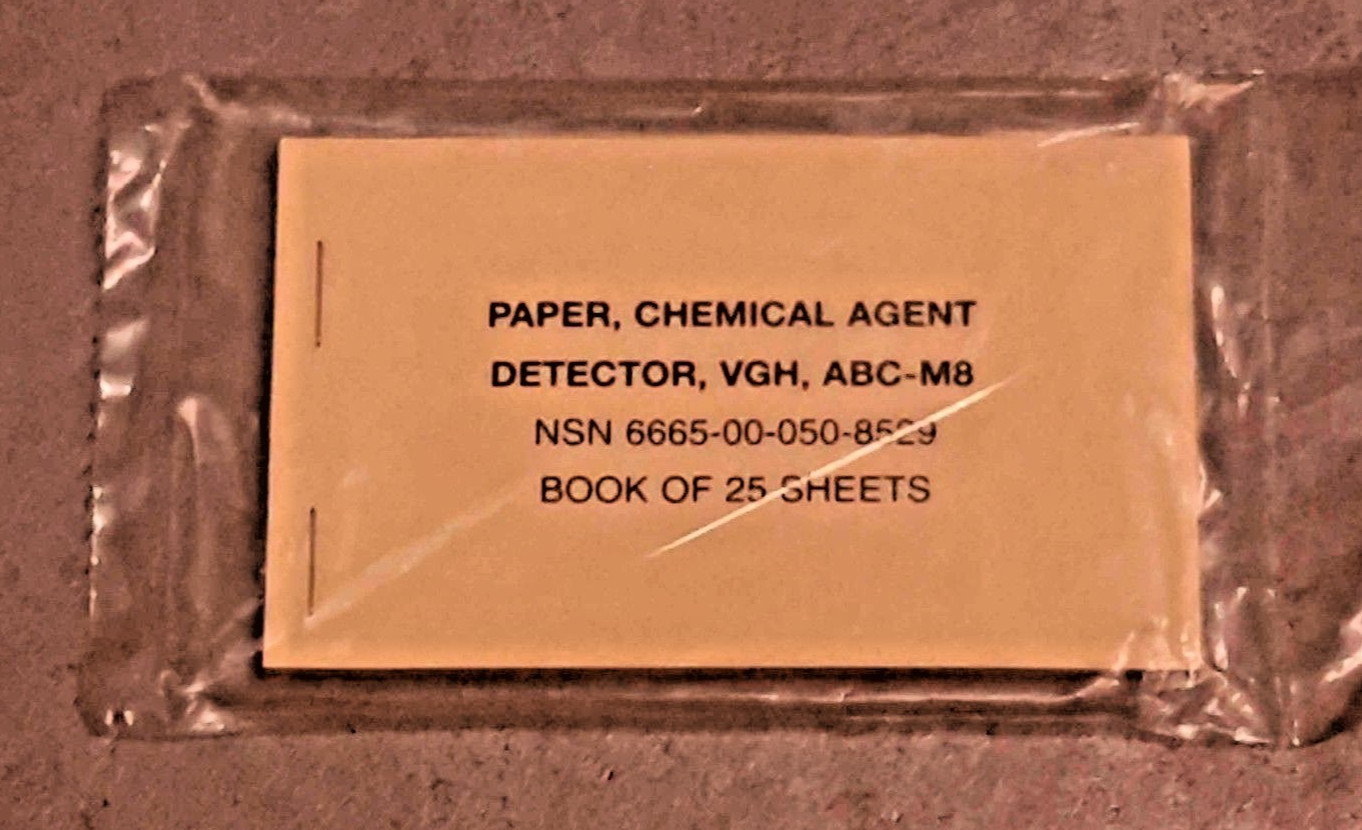 PAPER, CHEMICAL AGENT
DETECTOR, VGH, ABC-M8
NSN 6665-00-050-8529
BOOK OF 25 SHEETS